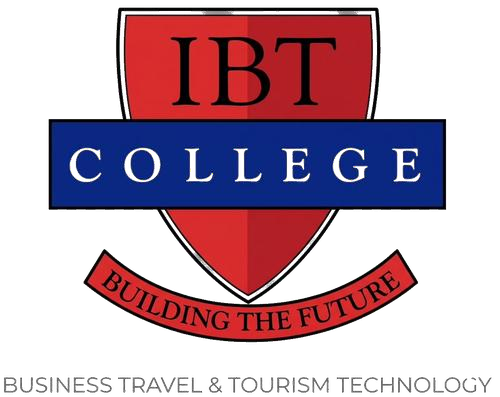 IBT
COLLEGE
BUILDING THE FUTURE
BUSINESS TRAVEL & TOURISM TECHNOLOGY